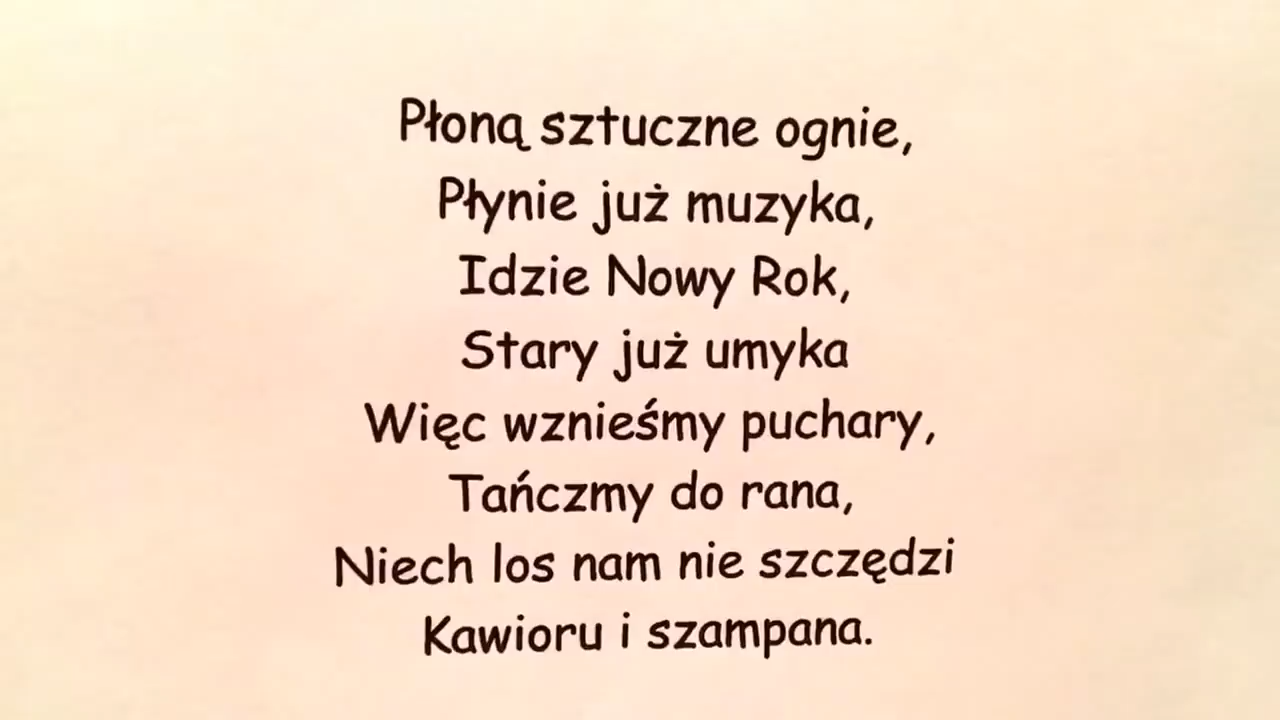 Płoną sztuczne ognie,
Płynie już muzyka,
Idzie Nowy Rok,
Stary już umyka
Więc wznieśmy puchary,
Tańczmy do rana,
Niech los nam nie szczędzi
Kawioru i szampana.